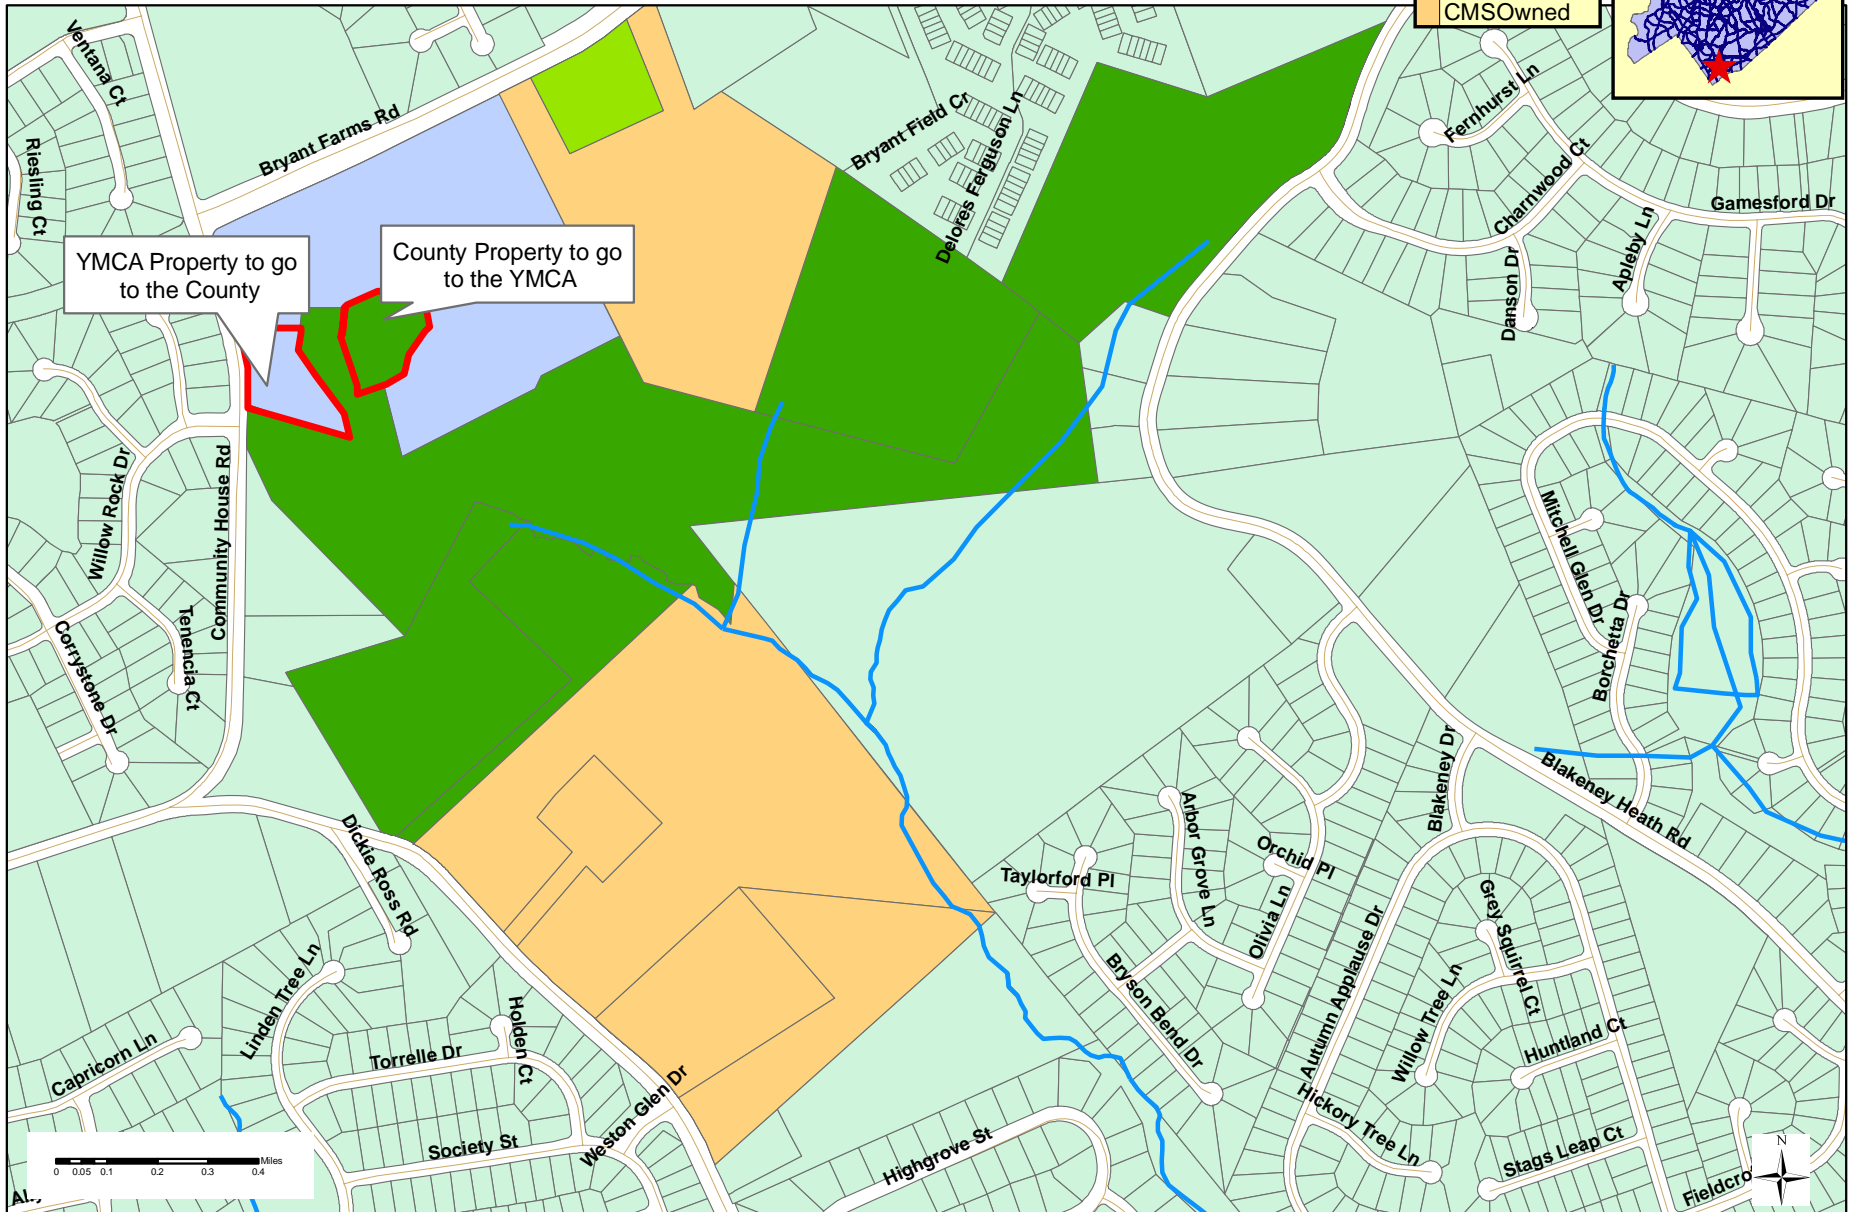 CMSOwned
Ventana Ct
Riesling Ct
Bryant Farms Rd
Bryant Field Cr
Delores Ferguson Ln
Fernhurst Ln
Charnwood Ct
Gamesford Dr
Appleby Ln
Danson Dr
YMCA Property to go
to the County
County Property to go
to the YMCA
Willow Rock Dr
Community House Rd
Tenencia Ct
Corrystone Dr
Mitchell Glen Dr
Borchetta Dr
Blakeney Dr
Blakeney Heath Rd
Dickie Ross Rd
Taylorford Pl
Arbor Grove Ln
Orchid Pl
Olivia Ln
Autumn Applause Dr
Grey Squirrel Ct
Willow Tree Ln
Huntland Ct
Bryson Bend Dr
Hickory Tree Ln
Stags Leap Ct
Linden Tree Ln
Holden Ct
Capricorn Ln
Torrelle Dr
Society St
Weston Glen Dr
Highgrove St
Miles
0 0.05 0.1 0.2 0.3 0.4
N